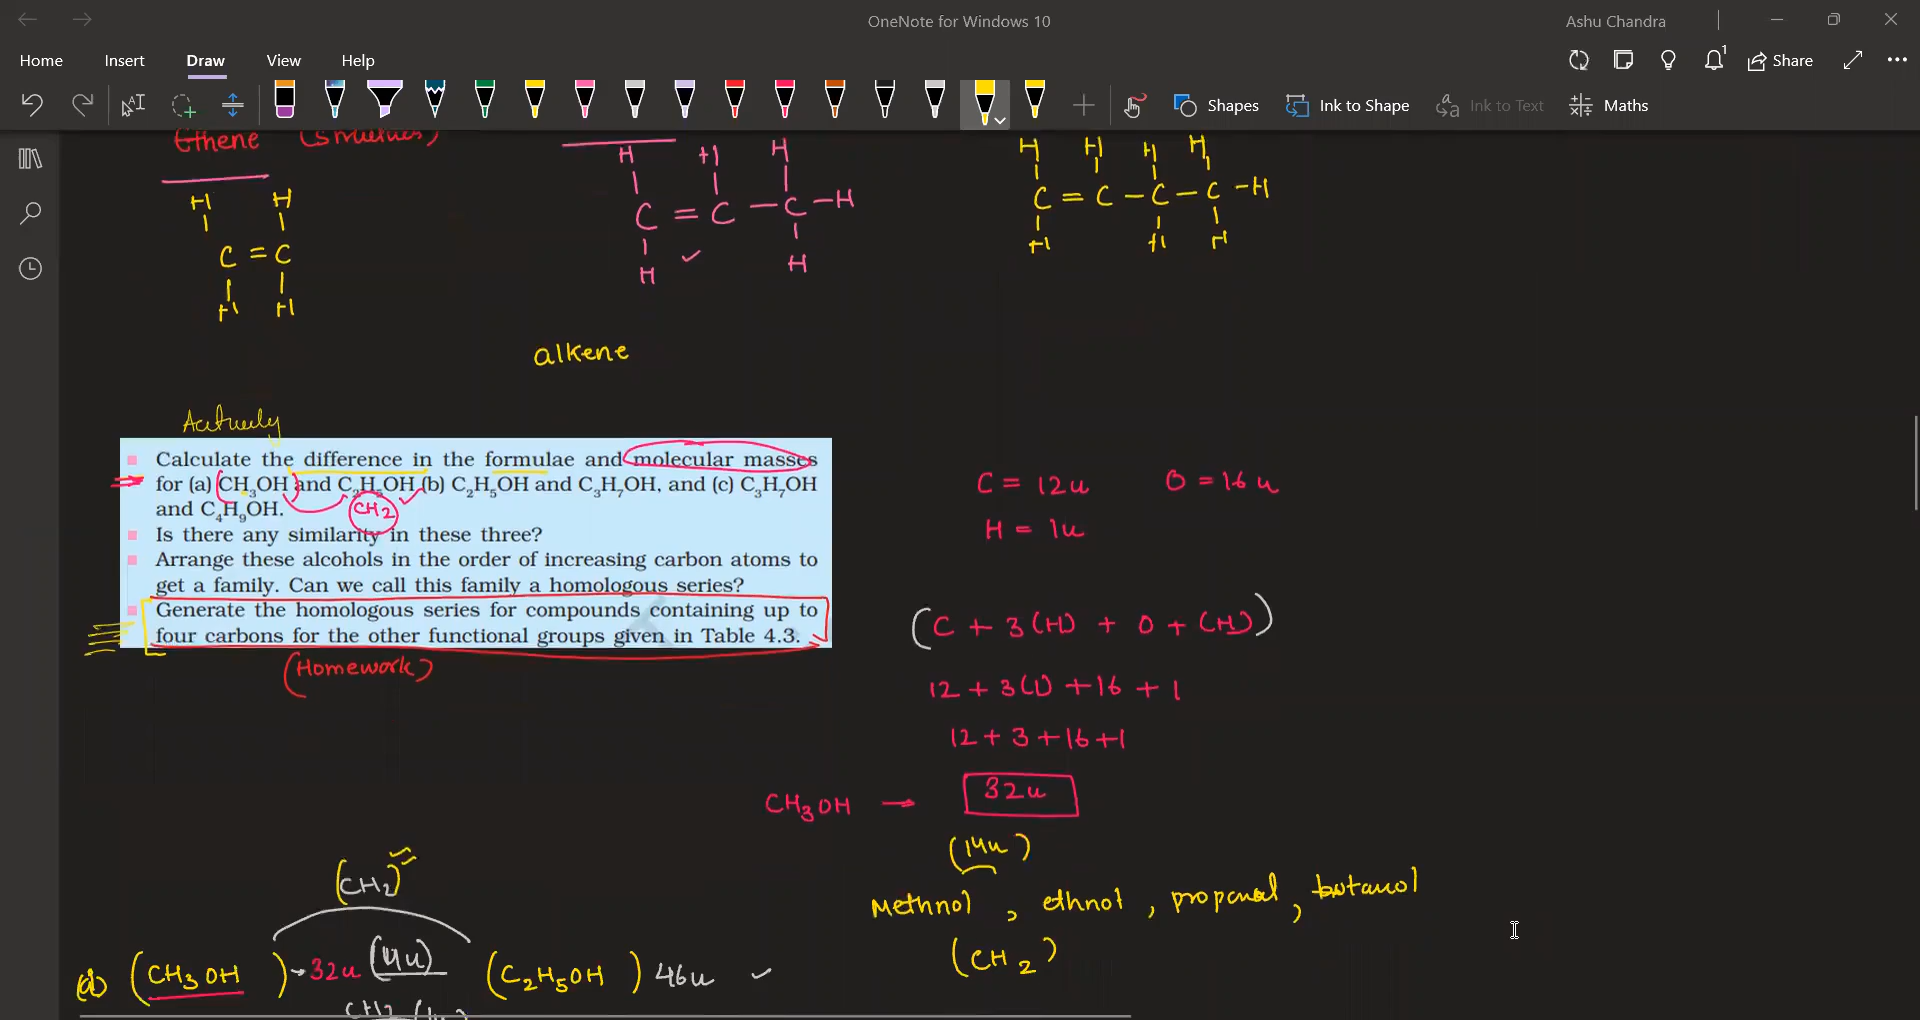 OneNote for Windows 10
Ashu Chandra
Home Insert Draw View Help
Share
Shapes Ink to Shape Ink to Text Maths
Ethene
H H
C = C
H H
H H H
C = C - C - H
H H
H H H H
C = C - C - C - H
H H H
alkene
Calculate the difference in the formulae and molecular masses
for (a) CH3OH and C2H5OH (b) C2H5OH and C3H7OH, and (c) C3H7OH
and C4H9OH.
CH2
Is there any similarity in these three?
Arrange these alcohols in the order of increasing carbon atoms to
get a family. Can we call this family a homologous series?
Generate the homologous series for compounds containing up to
four carbons for the other functional groups given in Table 4.3.
(Homework)
C = 12u O = 16u
H = 1u
(C + 3(H) + O + (H))
12 + 3(1) + 16 + 1
12 + 3 + 16 + 1
CH3OH → 32u
(14u)
Methnol, ethnol, propanol, butanol
(CH2)
(CH2)
(a) (CH3OH) → 32u (14u) (C2H5OH) 46u ✓